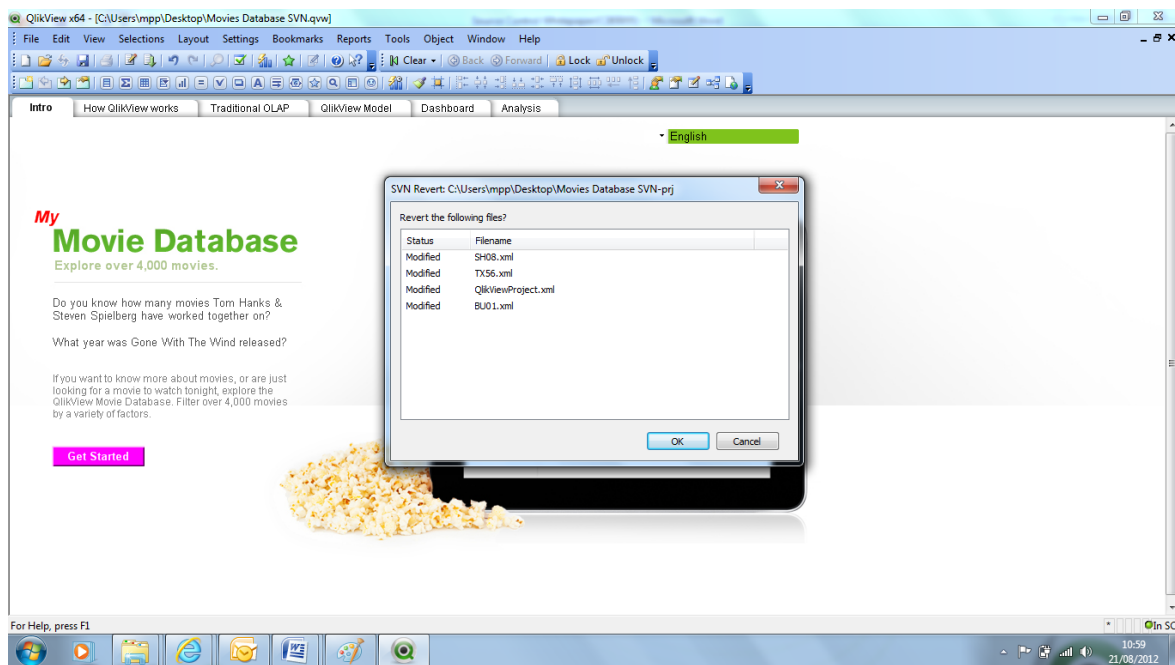 QlikView x64 - [C:\Users\mpp\Desktop\Movies Database SVN.qvw]
File Edit View Selections Layout Settings Bookmarks Reports Tools Object Window Help
Clear Back Forward Lock Unlock
Intro How QlikView works Traditional OLAP QlikView Model Dashboard Analysis
English
SVN Revert: C:\Users\mpp\Desktop\Movies Database SVN-prj
Revert the following files?
Status Filename
Modified SH08.xml
Modified TX56.xml
Modified QlikViewProject.xml
Modified BU01.xml
OK Cancel
My
Movie Database
Explore over 4,000 movies.
Do you know how many movies Tom Hanks &
Steven Spielberg have worked together on?
What year was Gone With The Wind released?
If you want to know more about movies, or are just
looking for a movie to watch tonight, explore the
QlikView Movie Database. Filter over 4,000 movies
by a variety of factors.
Get Started
For Help, press F1
In SC
10:59
21/08/2012